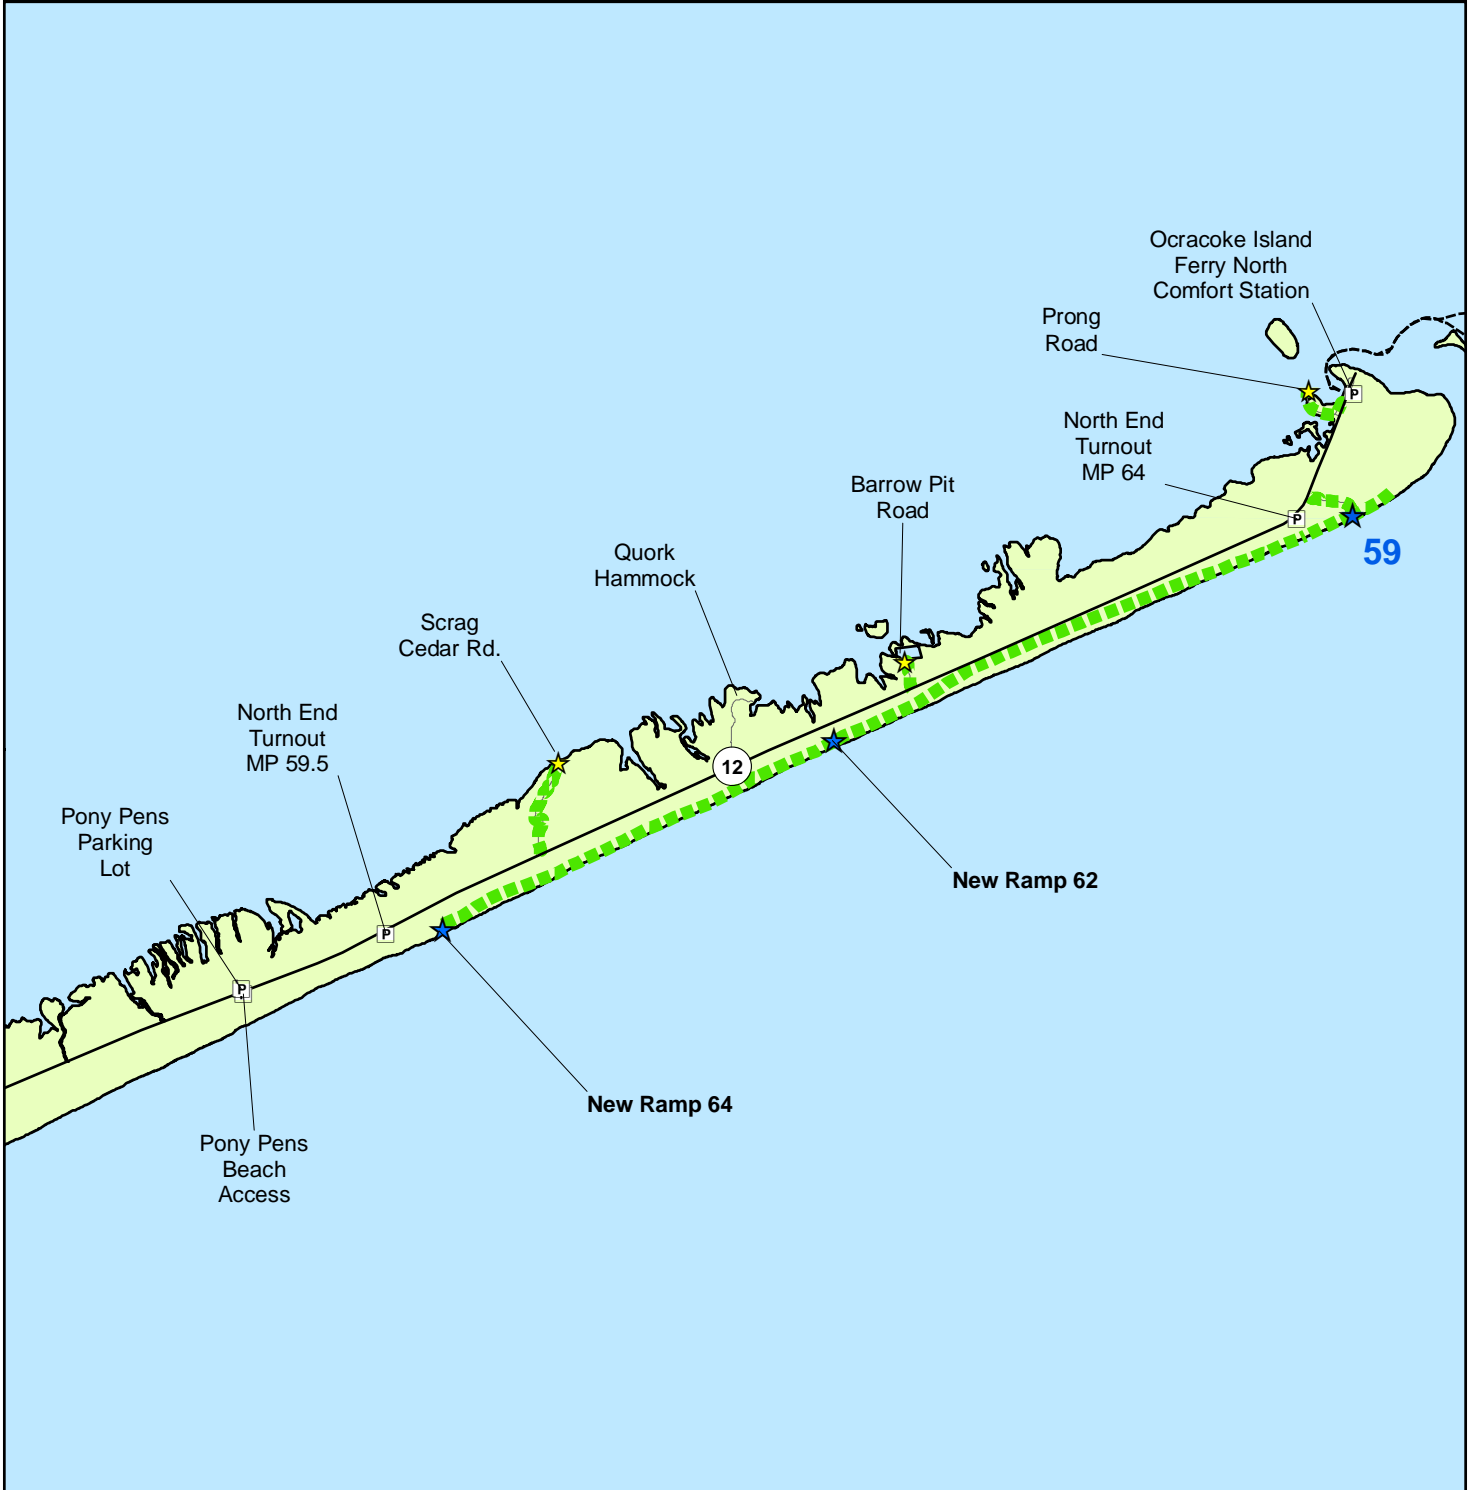 Ocracoke Island
Ferry North
Comfort Station
Prong
Road
P
North End
Turnout
MP 64
Barrow Pit
Road
P
59
Quork
Hammock
Scrag
Cedar Rd.
North End
Turnout
MP 59.5
12
Pony Pens
Parking
Lot
New Ramp 62
P
P
New Ramp 64
Pony Pens
Beach
Access